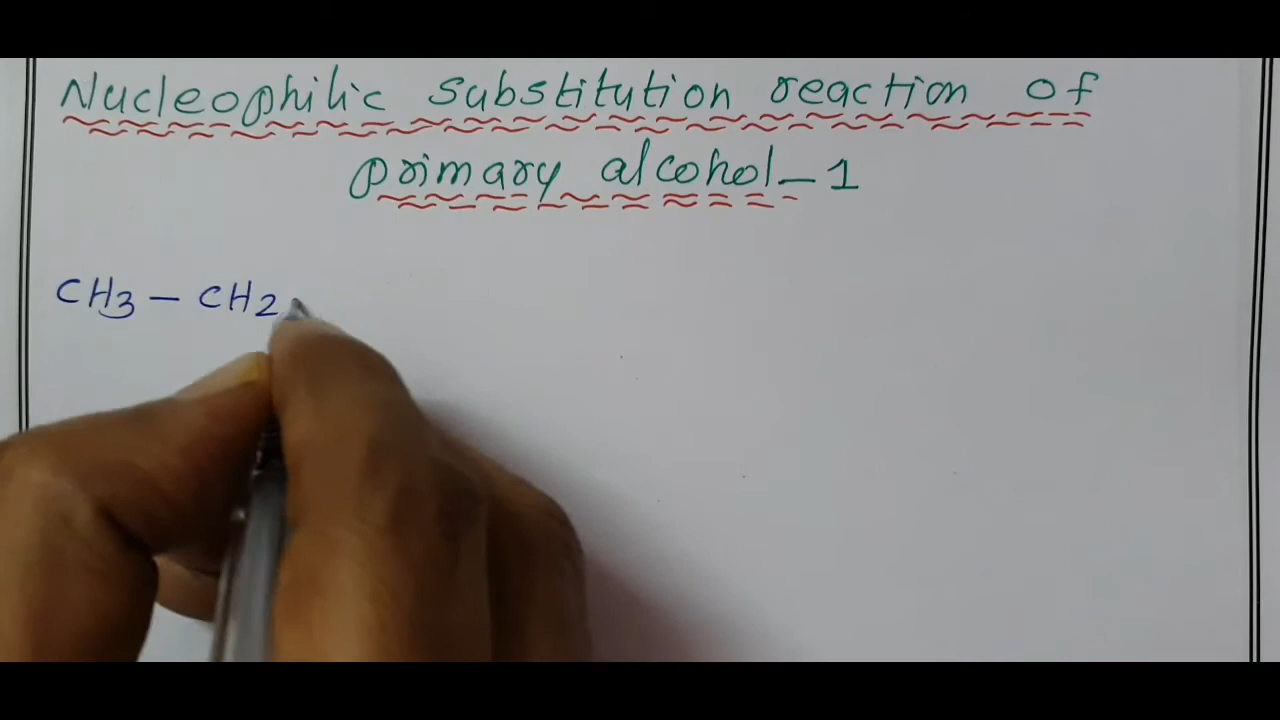 Nucleophilic substitution reaction of
primary alcohol-1
CH3 - CH2